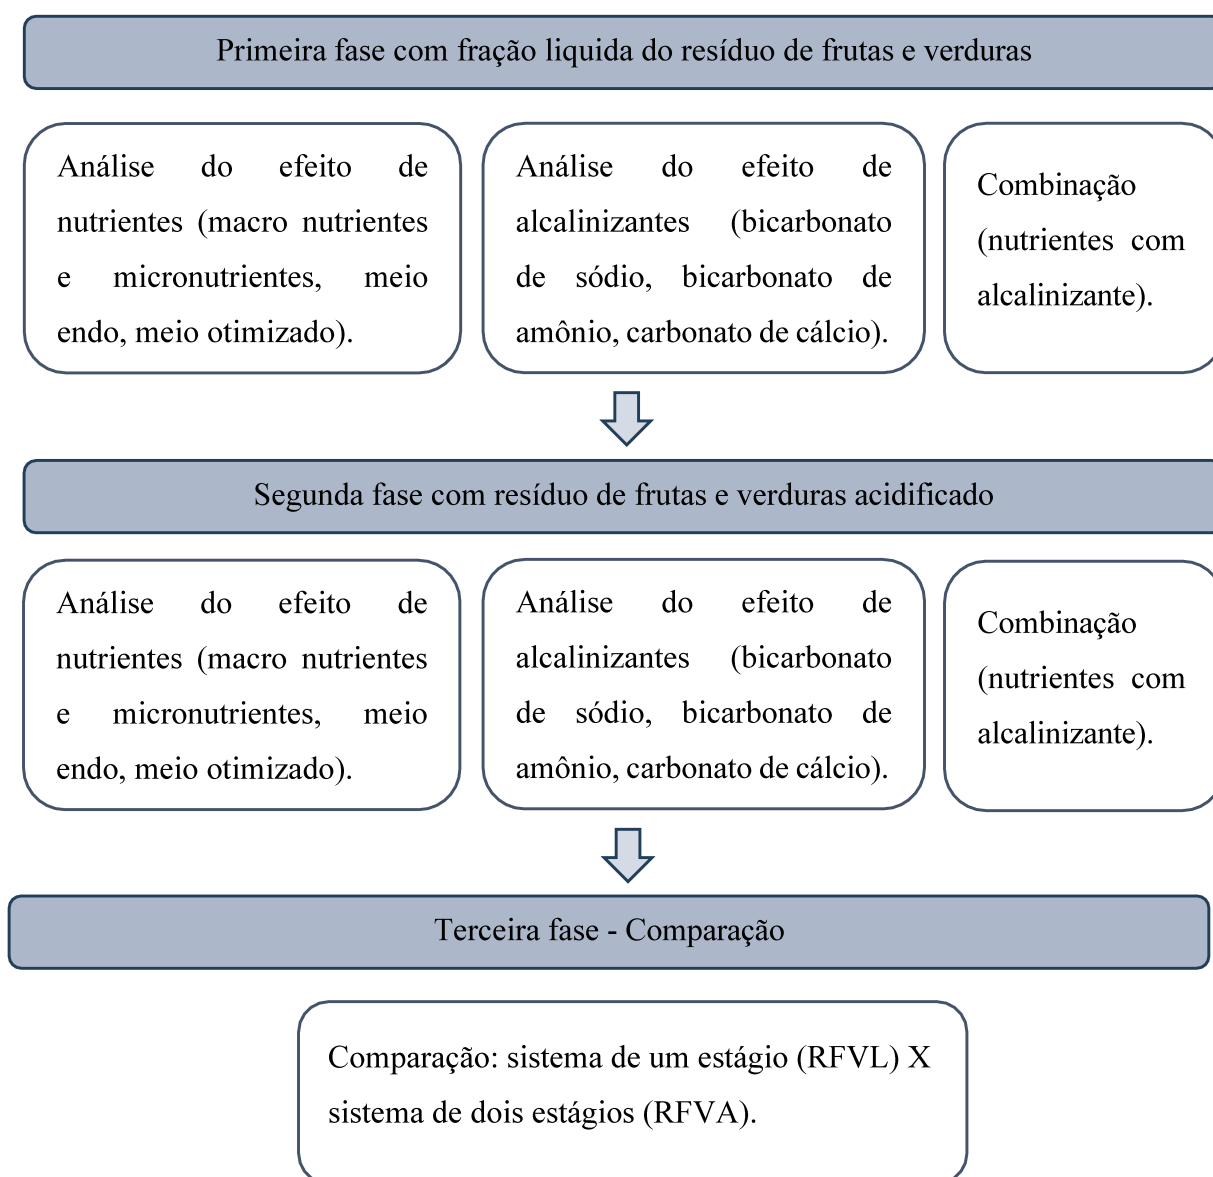 Primeira fase com fração liquida do resíduo de frutas e verduras
Análise do efeito de
nutrientes (macro nutrientes
e micronutrientes, meio
endo, meio otimizado).
Análise do efeito de
alcalinizantes (bicarbonato
de sódio, bicarbonato de
amônio, carbonato de cálcio).
Combinação
(nutrientes com
alcalinizante).
Segunda fase com resíduo de frutas e verduras acidificado
Análise do efeito de
nutrientes (macro nutrientes
e micronutrientes, meio
endo, meio otimizado).
Análise do efeito de
alcalinizantes (bicarbonato
de sódio, bicarbonato de
amônio, carbonato de cálcio).
Combinação
(nutrientes com
alcalinizante).
Terceira fase - Comparação
Comparação: sistema de um estágio (RFVL) X
sistema de dois estágios (RFVA).